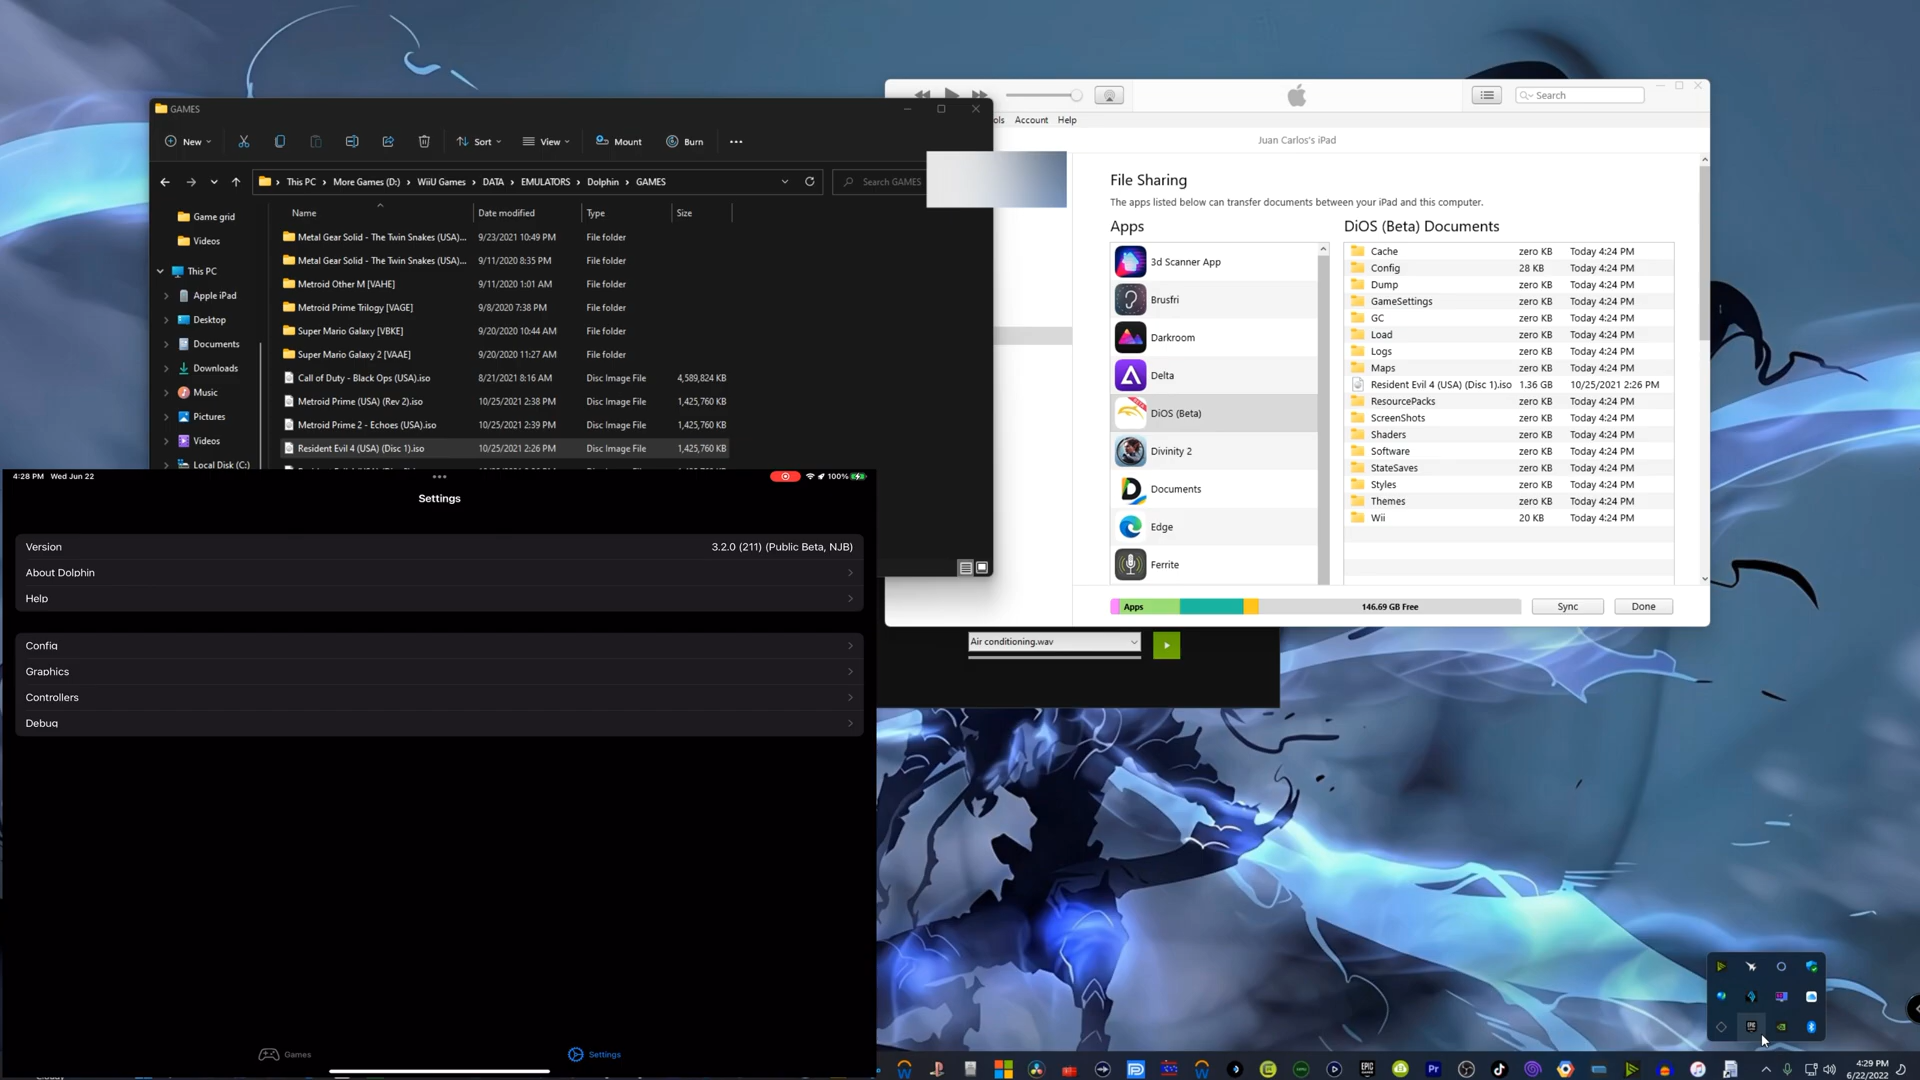 GAMES
New
Sort
View
Mount
Burn
This PC
More Games (D:)
WiiU Games
DATA
EMULATORS
Dolphin
GAMES
Search GAMES
Name
Date modified
Type
Size
Game grid
Videos
This PC
Apple iPad
Desktop
Documents
Downloads
Music
Pictures
Videos
Local Disk (C:)
Metal Gear Solid - The Twin Snakes (USA)... 9/23/2021 10:49 PM File folder
Metal Gear Solid - The Twin Snakes (USA)... 9/11/2020 8:35 PM File folder
Metroid Other M [VAHE] 9/11/2020 1:01 AM File folder
Metroid Prime Trilogy [VAGE] 9/8/2020 7:38 PM File folder
Super Mario Galaxy [VBKE] 9/20/2020 10:44 AM File folder
Super Mario Galaxy 2 [VAAE] 9/20/2020 11:27 AM File folder
Call of Duty - Black Ops (USA).iso 8/21/2021 8:16 AM Disc Image File 4,589,824 KB
Metroid Prime (USA) (Rev 2).iso 10/25/2021 2:38 PM Disc Image File 1,425,760 KB
Metroid Prime 2 - Echoes (USA).iso 10/25/2021 2:39 PM Disc Image File 1,425,760 KB
Resident Evil 4 (USA) (Disc 1).iso 10/25/2021 2:26 PM Disc Image File 1,425,760 KB
Search
ols Account Help
Juan Carlos's iPad
File Sharing
The apps listed below can transfer documents between your iPad and this computer.
Apps
3d Scanner App
Brusfri
Darkroom
Delta
DiOS (Beta)
Divinity 2
Documents
Edge
Ferrite
DiOS (Beta) Documents
Cache zero KB Today 4:24 PM
Config 28 KB Today 4:24 PM
Dump zero KB Today 4:24 PM
GameSettings zero KB Today 4:24 PM
GC zero KB Today 4:24 PM
Load zero KB Today 4:24 PM
Logs zero KB Today 4:24 PM
Maps zero KB Today 4:24 PM
Resident Evil 4 (USA) (Disc 1).iso 1.36 GB 10/25/2021 2:26 PM
ResourcePacks zero KB Today 4:24 PM
ScreenShots zero KB Today 4:24 PM
Shaders zero KB Today 4:24 PM
Software zero KB Today 4:24 PM
StateSaves zero KB Today 4:24 PM
Styles zero KB Today 4:24 PM
Themes zero KB Today 4:24 PM
Wii 20 KB Today 4:24 PM
Apps
146.69 GB Free
Sync
Done
Air conditioning.wav
4:28 PM Wed Jun 22
100%
Settings
Version 3.2.0 (211) (Public Beta, NJB)
About Dolphin
Help
Config
Graphics
Controllers
Debug
Games
Settings
4:29 PM
6/22/2022